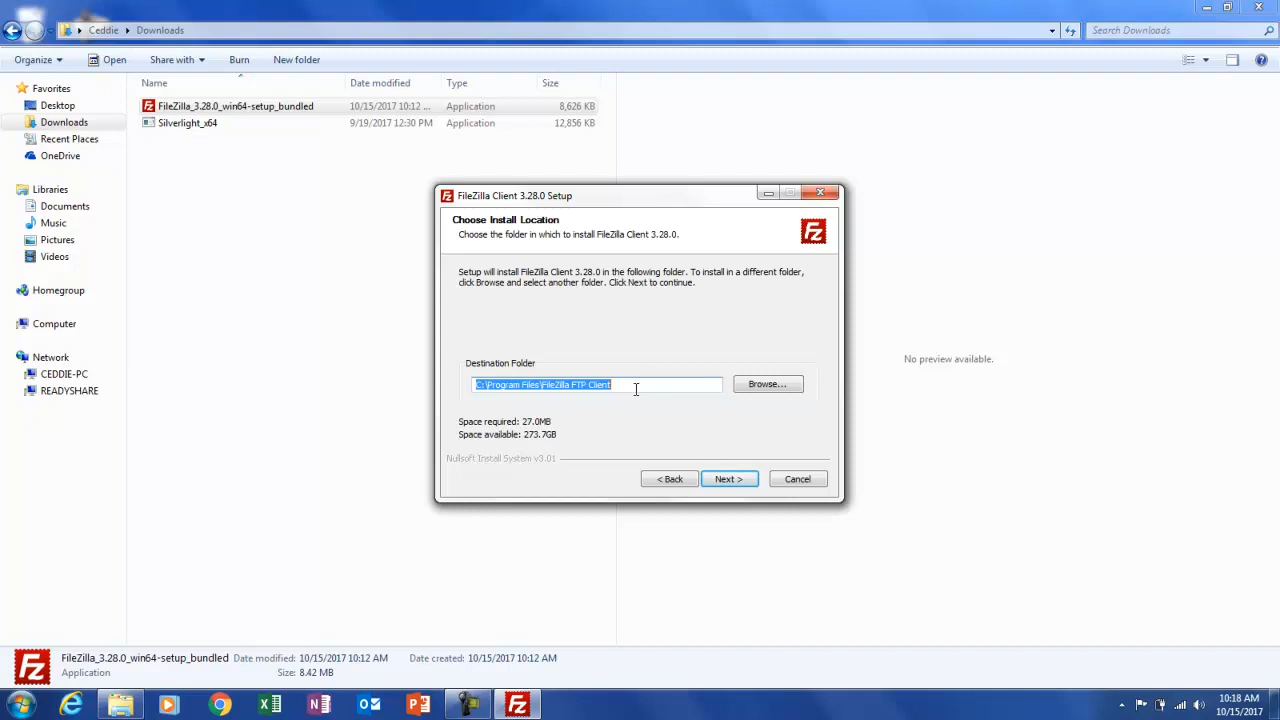 Ceddie
Downloads
Search Downloads
Organize
Open
Share with
Burn
New folder
Name
Date modified
Type
Size
Favorites
Desktop
Downloads
Recent Places
OneDrive
Libraries
Documents
Music
Pictures
Videos
Homegroup
Computer
Network
CEDDIE-PC
READYSHARE
FileZilla_3.28.0_win64-setup_bundled 10/15/2017 10:12 ... Application 8,626 KB
Silverlight_x64 9/19/2017 12:30 PM Application 12,856 KB
FileZilla Client 3.28.0 Setup
Choose Install Location
Choose the folder in which to install FileZilla Client 3.28.0.
Fz
Setup will install FileZilla Client 3.28.0 in the following folder. To install in a different folder,
click Browse and select another folder. Click Next to continue.
Destination Folder
C:\Program Files\FileZilla FTP Client
Browse...
Space required: 27.0MB
Space available: 273.7GB
Nullsoft Install System v3.01
< Back
Next >
Cancel
No preview available.
Fz
FileZilla_3.28.0_win64-setup_bundled Date modified: 10/15/2017 10:12 AM Date created: 10/15/2017 10:12 AM
Application Size: 8.42 MB
10:18 AM
10/15/2017